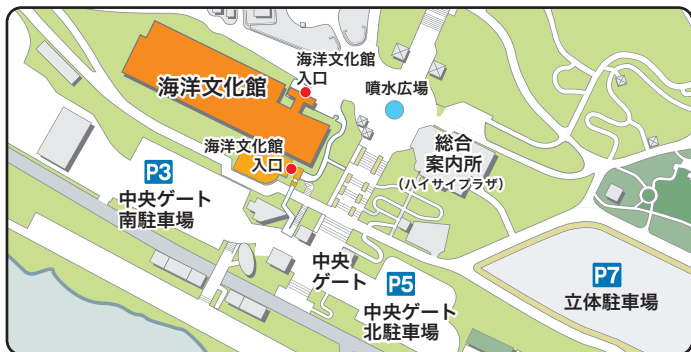 海洋文化館
入口
海洋文化館
噴水広場
海洋文化館
入口
総合
案内所
(ハイサイプラザ)
P3
中央ゲート
南駐車場
中央
ゲート
P5
中央ゲート
北駐車場
P7
立体駐車場